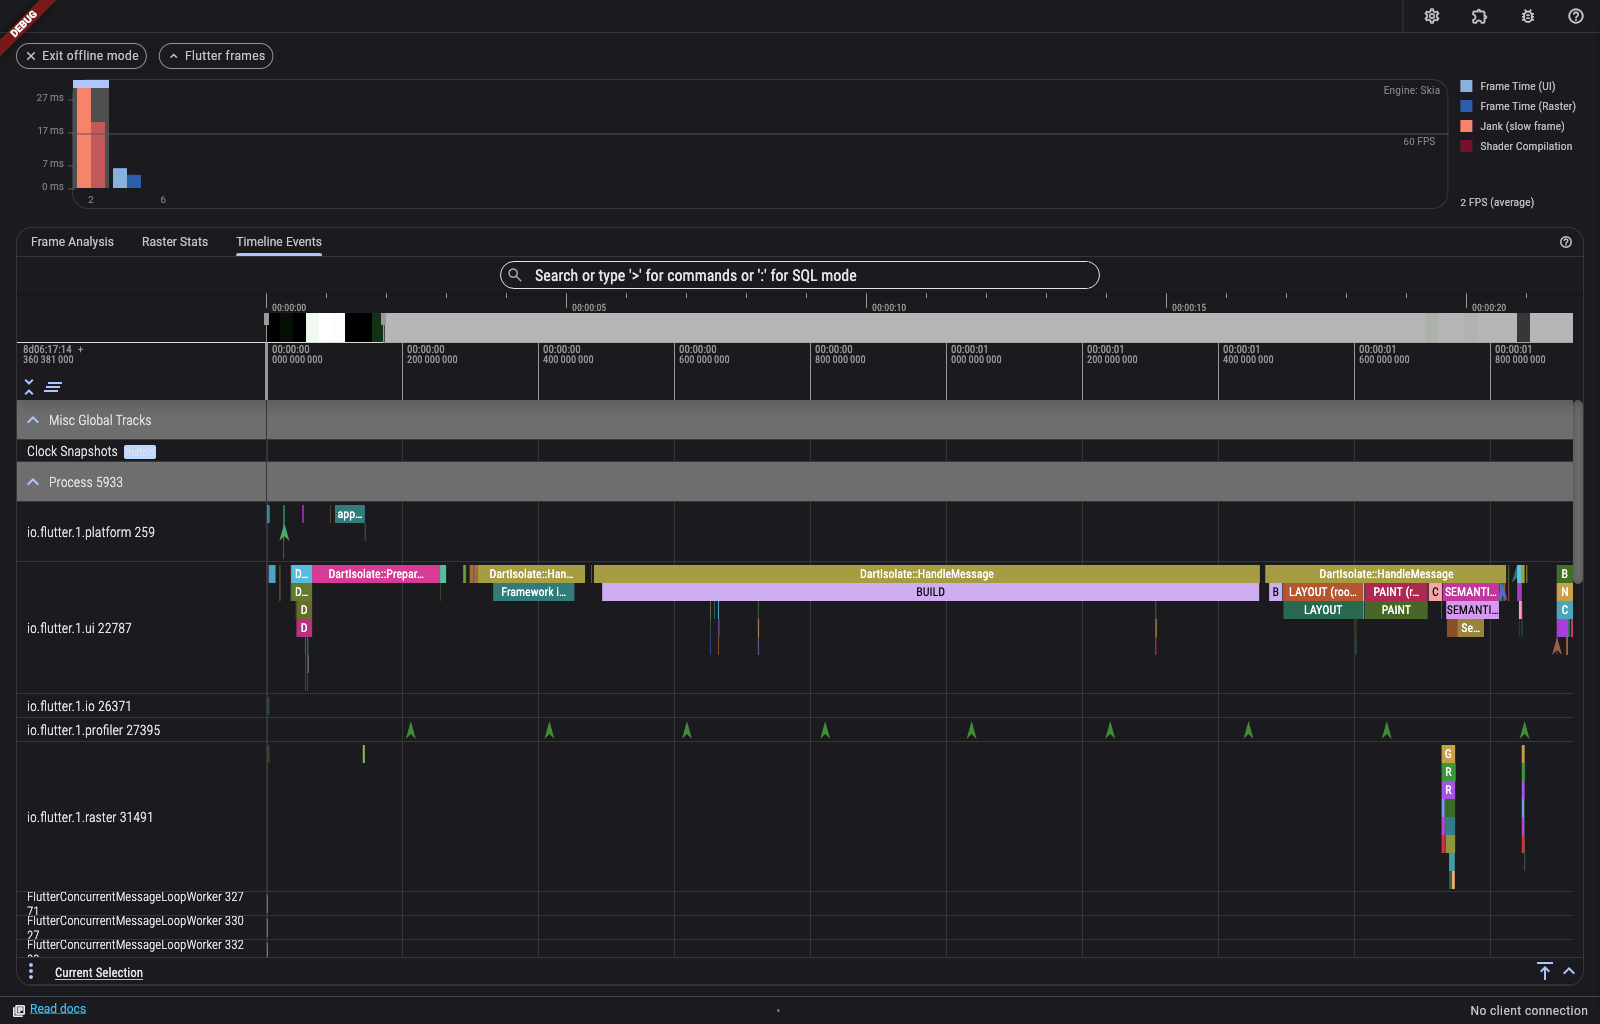 DEBUG
Exit offline mode
Flutter frames
27 ms
17 ms
7 ms
0 ms
2
6
Engine: Skia
60 FPS
Frame Time (UI)
Frame Time (Raster)
Jank (slow frame)
Shader Compilation
2 FPS (average)
Frame Analysis
Raster Stats
Timeline Events
Search or type '>' for commands or ':' for SQL mode
00:00:00
00:00:05
00:00:10
00:00:15
00:00:20
8d06:17:14 +
360 381 000
00:00:00
000 000 000
00:00:00
200 000 000
00:00:00
400 000 000
00:00:00
600 000 000
00:00:00
800 000 000
00:00:01
000 000 000
00:00:01
200 000 000
00:00:01
400 000 000
00:00:01
600 000 000
00:00:01
800 000 000
Misc Global Tracks
Clock Snapshots metric
Process 5933
io.flutter.1.platform 259
app...
io.flutter.1.ui 22787
D...
DartIsolate::Prepar...
DartIsolate::Han...
DartIsolate::HandleMessage
DartIsolate::HandleMessage
B
D...
Framework i...
BUILD
B
LAYOUT (roo...
PAINT (r...
C
SEMANTI...
N
D
LAYOUT
PAINT
SEMANTI...
C
D
Se...
io.flutter.1.io 26371
io.flutter.1.profiler 27395
io.flutter.1.raster 31491
G
R
R
FlutterConcurrentMessageLoopWorker 327
71
FlutterConcurrentMessageLoopWorker 330
27
FlutterConcurrentMessageLoopWorker 332
Current Selection
Read docs
No client connection